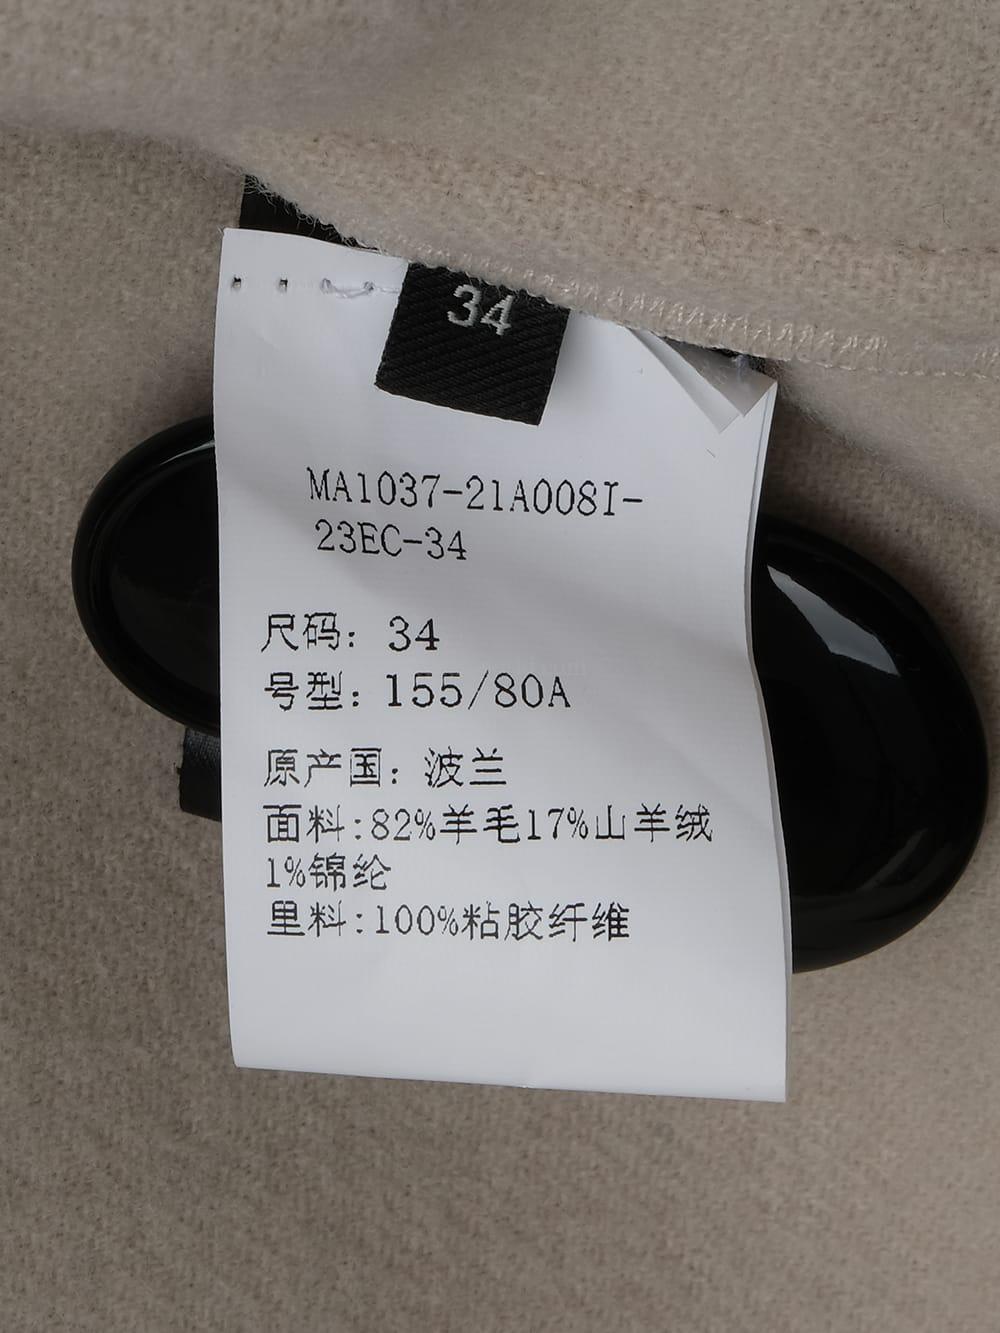 34
MA1037-21A008I-
23EC-34
尺码: 34
号型: 155/80A
原产国: 波兰
面料:82%羊毛17%山羊绒
1%锦纶
里料:100%粘胶纤维